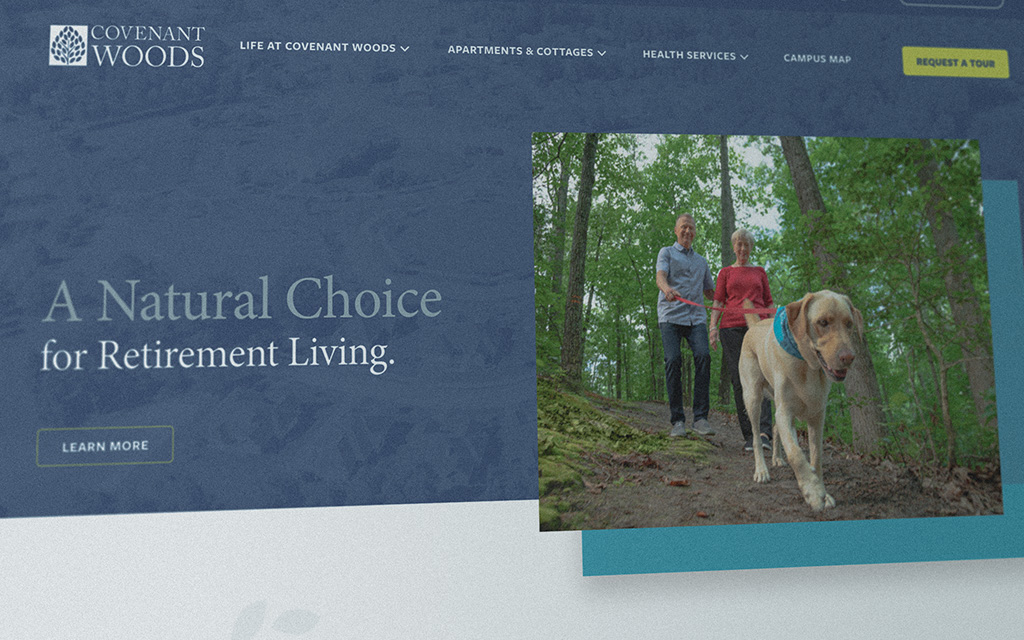 COVENANT
WOODS
LIFE AT COVENANT WOODS
APARTMENTS & COTTAGES
HEALTH SERVICES
CAMPUS MAP
REQUEST A TOUR
A Natural Choice
for Retirement Living.
LEARN MORE